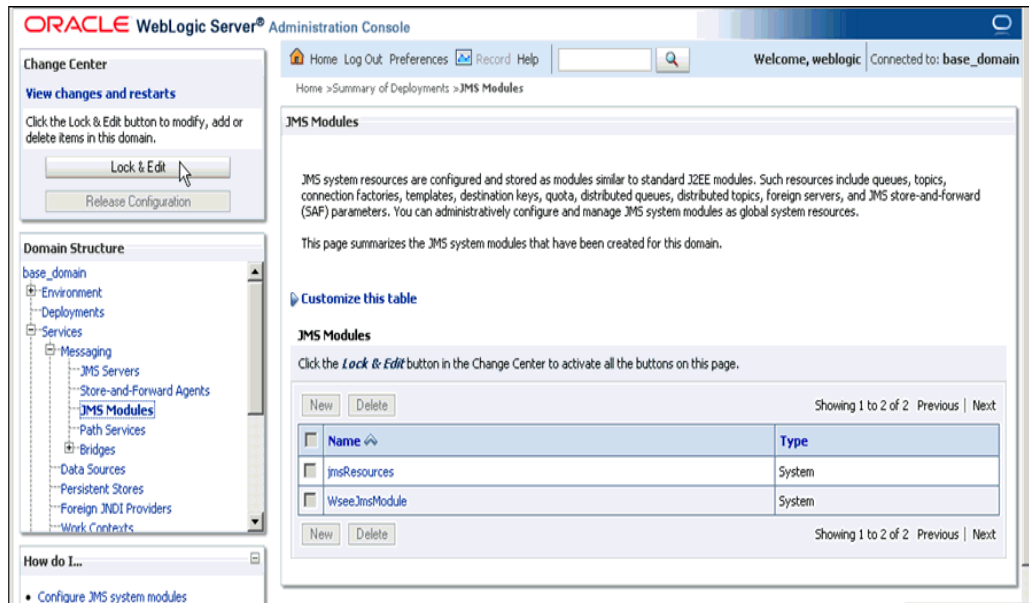 ORACLE WebLogic Server® Administration Console
Change Center
View changes and restarts
Click the Lock & Edit button to modify, add or
delete items in this domain.
Lock & Edit
Release Configuration
Domain Structure
base_domain
Environment
Deployments
Services
Messaging
JMS Servers
Store-and-Forward Agents
JMS Modules
Path Services
Bridges
Data Sources
Persistent Stores
Foreign JNDI Providers
Work Contexts
How do I...
Configure JMS system modules
Home Log Out Preferences Record Help
Welcome, weblogic Connected to: base_domain
Home >Summary of Deployments >JMS Modules
JMS Modules
JMS system resources are configured and stored as modules similar to standard J2EE modules. Such resources include queues, topics,
connection factories, templates, destination keys, quota, distributed queues, distributed topics, foreign servers, and JMS store-and-forward
(SAF) parameters. You can administratively configure and manage JMS system modules as global system resources.
This page summarizes the JMS system modules that have been created for this domain.
Customize this table
JMS Modules
Click the Lock & Edit button in the Change Center to activate all the buttons on this page.
New Delete Showing 1 to 2 of 2 Previous | Next
Name Type
jmsResources System
WseeJmsModule System
New Delete Showing 1 to 2 of 2 Previous | Next